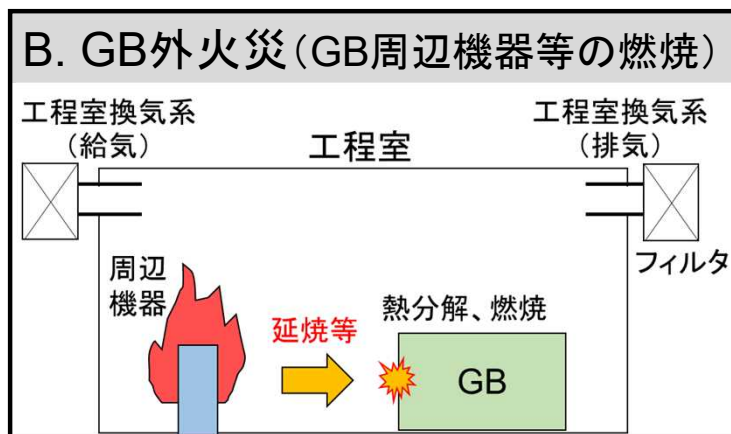 B. GB外火災(GB周辺機器等の燃焼)
工程室換気系
(給気)
工程室
工程室換気系
(排気)
フィルタ
周辺
機器
延焼等
熱分解、燃焼
GB